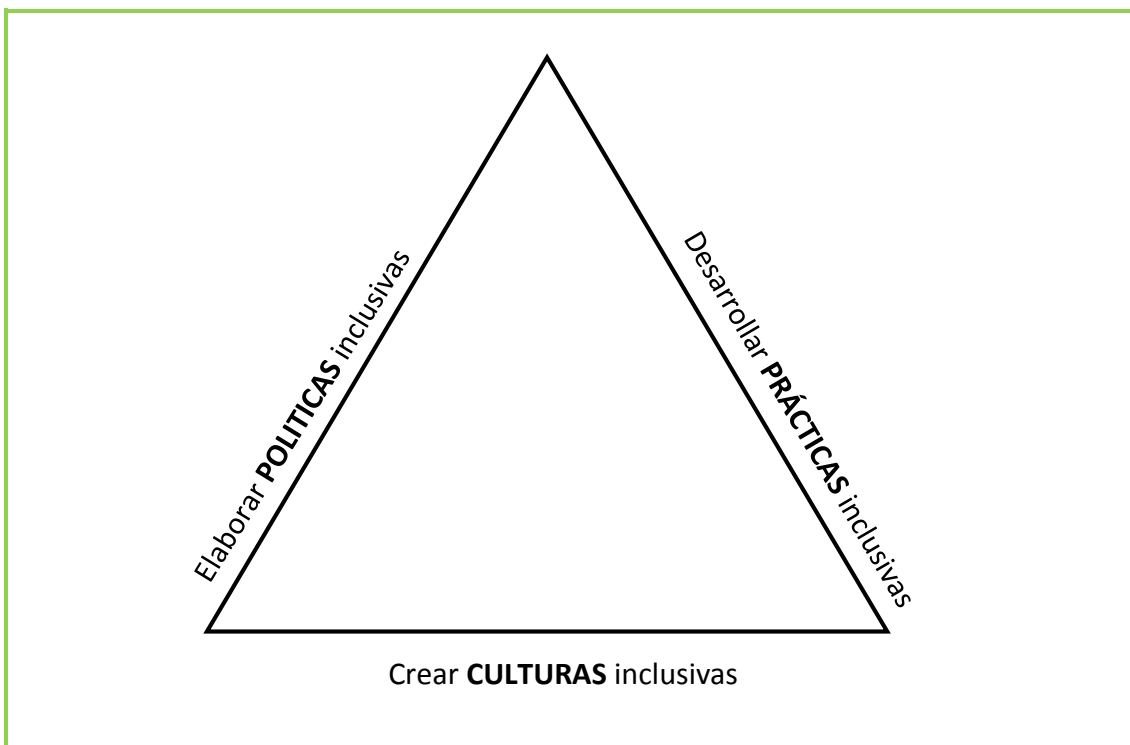 Elaborar POLITICAS inclusivas
Desarrollar PRÁCTICAS inclusivas
Crear CULTURAS inclusivas